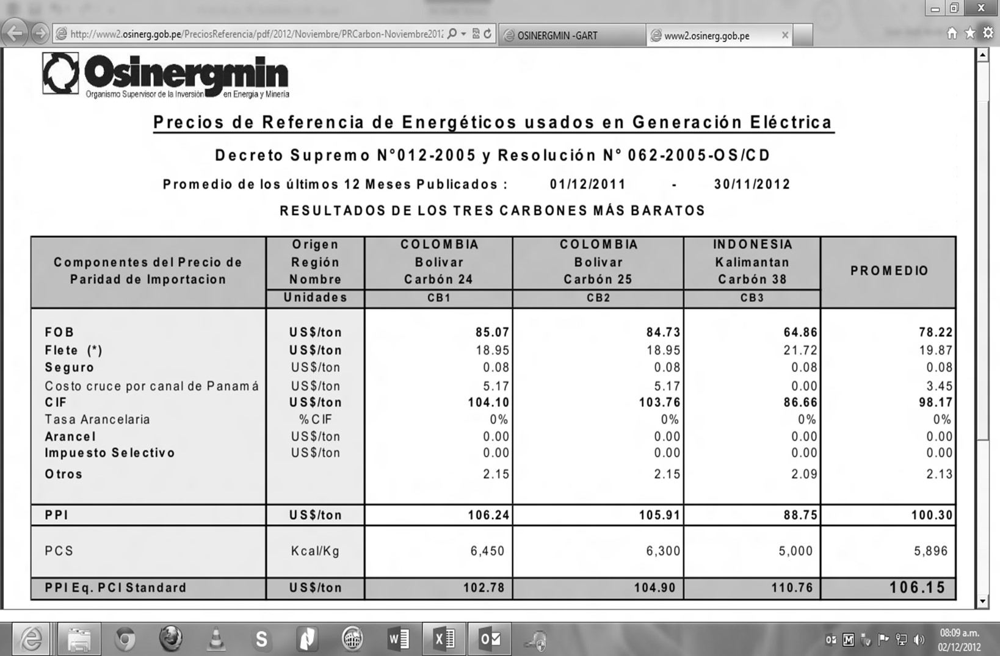 http://www2.osinerg.gob.pe/PreciosReferencia/pdf/2012/Noviembre/PRCarbon-Noviembre2012
OSINERGMIN -GART
www2.osinerg.gob.pe
Osinergmin
Organismo Supervisor de la Inversión en Energía y Minería
Precios de Referencia de Energéticos usados en Generación Eléctrica
Decreto Supremo N°012-2005 y Resolución N° 062-2005-OS/CD
Promedio de los últimos 12 Meses Publicados : 01/12/2011 - 30/11/2012
RESULTADOS DE LOS TRES CARBONES MÁS BARATOS
Componentes del Precio de Paridad de Importacion
Origen COLOMBIA COLOMBIA INDONESIA
Región Bolivar Bolivar Kalimantan PROMEDIO
Nombre Carbón 24 Carbón 25 Carbón 38
Unidades CB1 CB2 CB3
FOB US$/ton 85.07 84.73 64.86 78.22
Flete (*) US$/ton 18.95 18.95 21.72 19.87
Seguro US$/ton 0.08 0.08 0.08 0.08
Costo cruce por canal de Panamá US$/ton 5.17 5.17 0.00 3.45
CIF US$/ton 104.10 103.76 86.66 98.17
Tasa Arancelaria %CIF 0% 0% 0% 0%
Arancel US$/ton 0.00 0.00 0.00 0.00
Impuesto Selectivo US$/ton 0.00 0.00 0.00 0.00
Otros 2.15 2.15 2.09 2.13
PPI US$/ton 106.24 105.91 88.75 100.30
PCS Kcal/Kg 6,450 6,300 5,000 5,896
PPI Eq. PCI Standard US$/ton 102.78 104.90 110.76 106.15
08:09 a.m.
02/12/2012